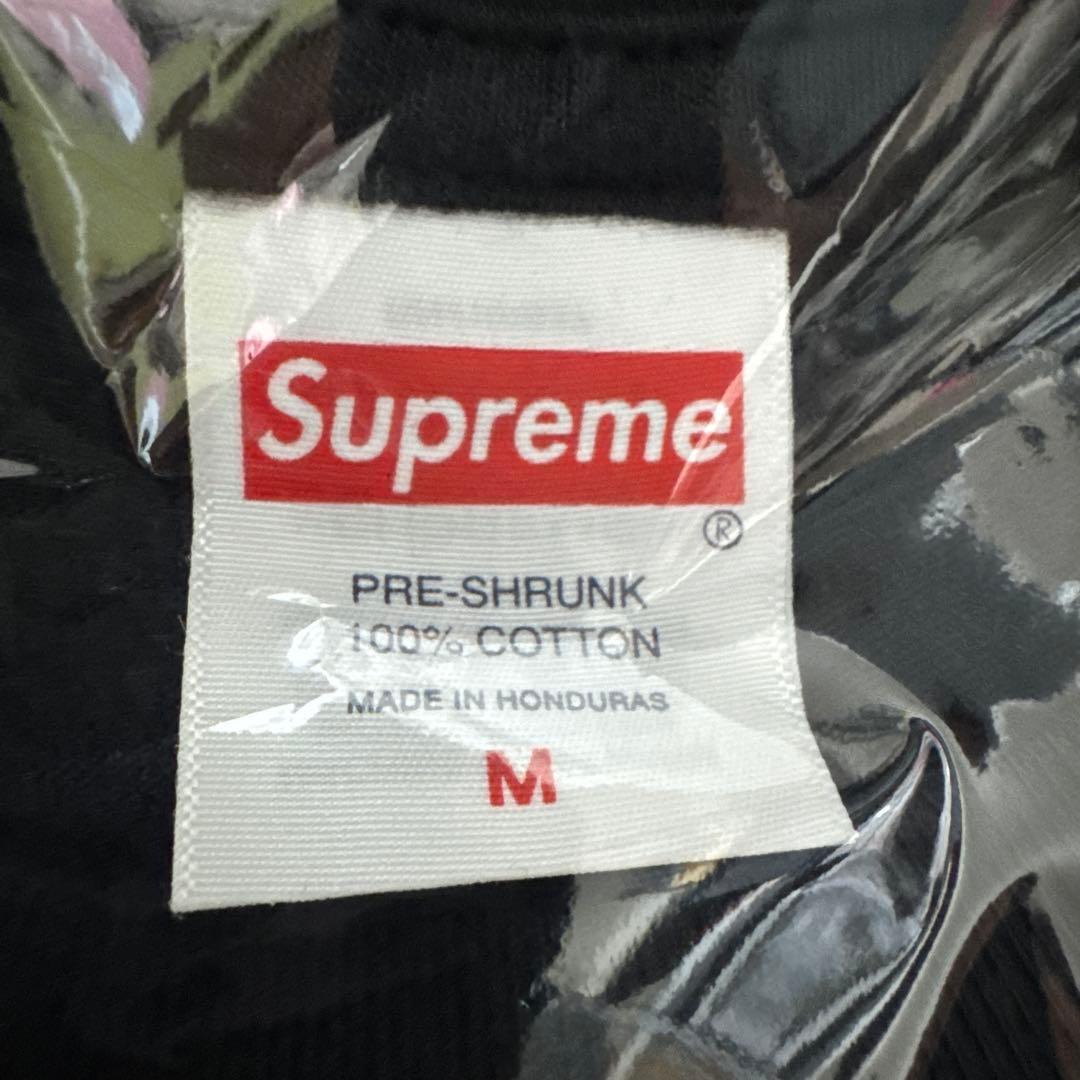 Supreme
®
PRE-SHRUNK
100% COTTON
MADE IN HONDURAS
M